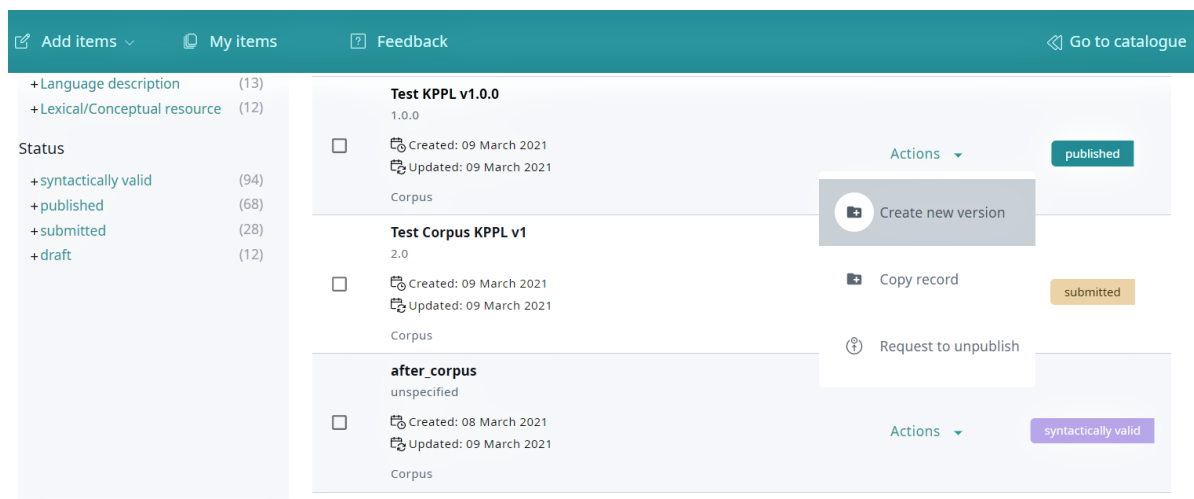 Add items
My items
Feedback
Go to catalogue
+Language description (13)
+Lexical/Conceptual resource (12)
Status
+syntactically valid (94)
+published (68)
+submitted (28)
+draft (12)
Test KPPL v1.0.0
1.0.0
Created: 09 March 2021
Updated: 09 March 2021
Corpus
Actions
published
Create new version
Copy record
Request to unpublish
Test Corpus KPPL v1
2.0
Created: 09 March 2021
Updated: 09 March 2021
Corpus
submitted
after_corpus
unspecified
Created: 08 March 2021
Updated: 09 March 2021
Corpus
Actions
syntactically valid